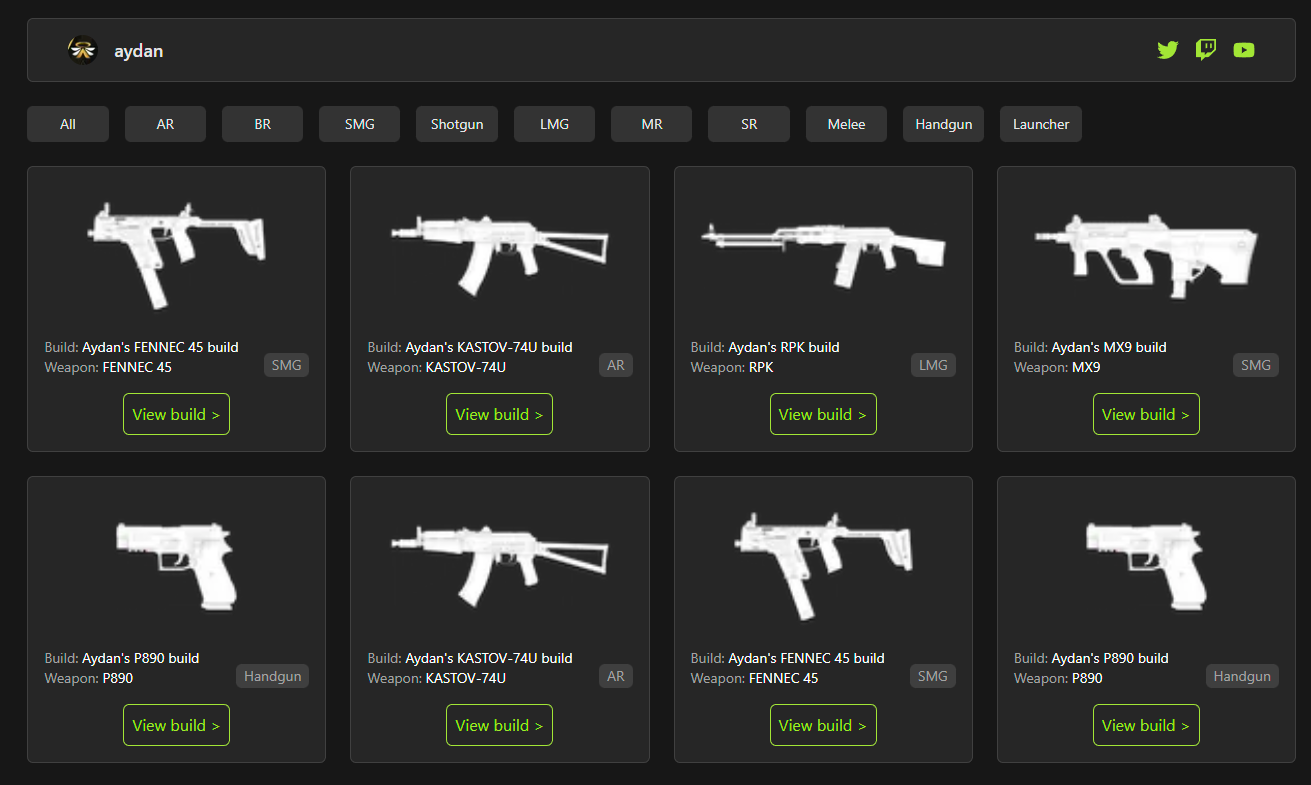 aydan
All AR BR SMG Shotgun LMG MR SR Melee Handgun Launcher
Build: Aydan's FENNEC 45 build
Weapon: FENNEC 45
SMG
View build >
Build: Aydan's KASTOV-74U build
Weapon: KASTOV-74U
AR
View build >
Build: Aydan's RPK build
Weapon: RPK
LMG
View build >
Build: Aydan's MX9 build
Weapon: MX9
SMG
View build >
Build: Aydan's P890 build
Weapon: P890
Handgun
View build >
Build: Aydan's KASTOV-74U build
Weapon: KASTOV-74U
AR
View build >
Build: Aydan's FENNEC 45 build
Weapon: FENNEC 45
SMG
View build >
Build: Aydan's P890 build
Weapon: P890
Handgun
View build >